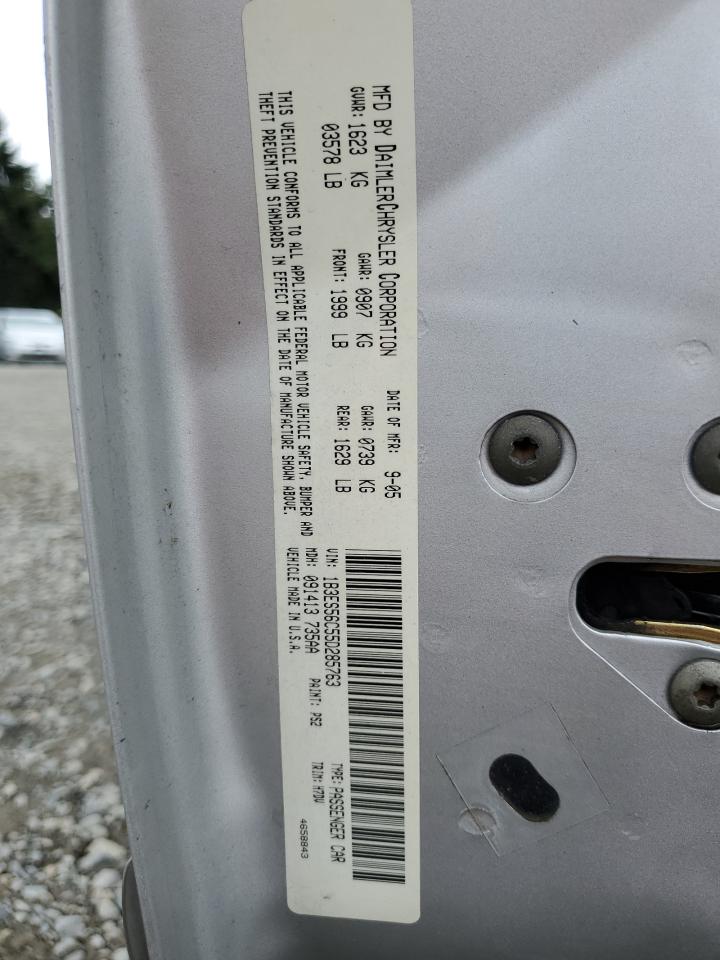 MFD BY DAIMLERCHRYSLER CORPORATION DATE OF MFR: 9-05
GVWR: 1623 KG GAWR: 0907 KG GAWR: 0739 KG
03578 LB FRONT: 1999 LB REAR: 1629 LB
THIS VEHICLE CONFORMS TO ALL APPLICABLE FEDERAL MOTOR VEHICLE SAFETY, BUMPER AND
THEFT PREVENTION STANDARDS IN EFFECT ON THE DATE OF MANUFACTURE SHOWN ABOVE.
VIN: 1B3ES56C55D285763 TYPE: PASSENGER CAR
MDH: 091413 735AA PAINT: PS2 TRIM: H7DV
VEHICLE MADE IN U.S.A. 4658843